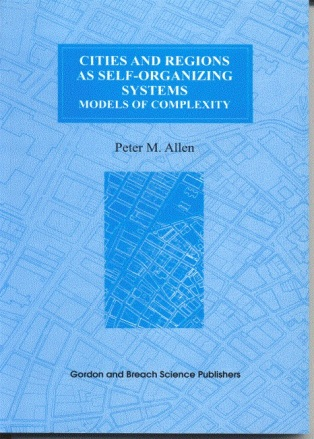 CITIES AND REGIONS
AS SELF-ORGANIZING
SYSTEMS
MODELS OF COMPLEXITY
Peter M. Allen
Gordon and Breach Science Publishers